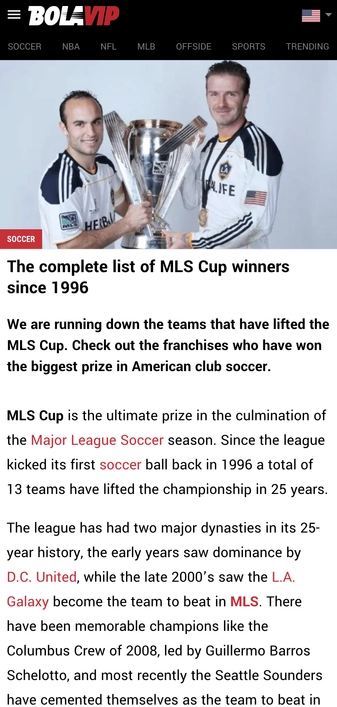 BOLAVIP
SOCCER NBA NFL MLB OFFSIDE SPORTS TRENDING
HERBALIFE
SOCCER
The complete list of MLS Cup winners
since 1996
We are running down the teams that have lifted the
MLS Cup. Check out the franchises who have won
the biggest prize in American club soccer.
MLS Cup is the ultimate prize in the culmination of
the Major League Soccer season. Since the league
kicked its first soccer ball back in 1996 a total of
13 teams have lifted the championship in 25 years.
The league has had two major dynasties in its 25-
year history, the early years saw dominance by
D.C. United, while the late 2000’s saw the L.A.
Galaxy become the team to beat in MLS. There
have been memorable champions like the
Columbus Crew of 2008, led by Guillermo Barros
Schelotto, and most recently the Seattle Sounders
have cemented themselves as the team to beat in